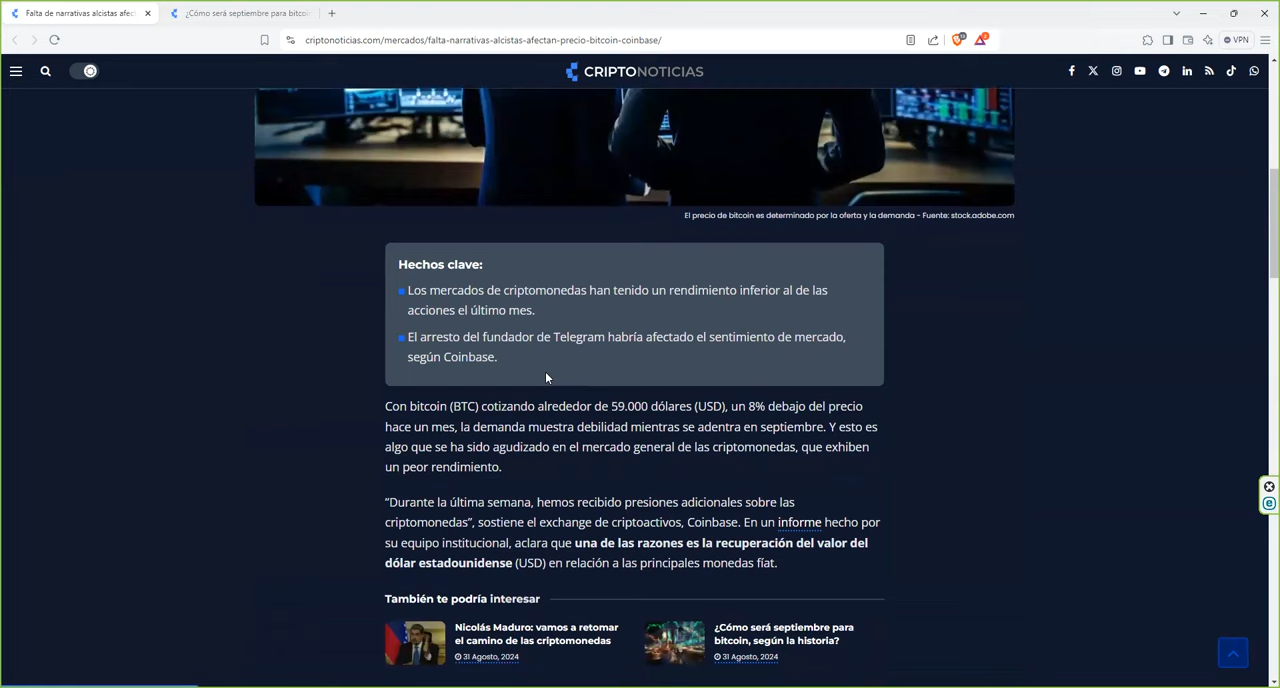 Falta de narrativas alcistas afec
¿Cómo será septiembre para bitcoi
criptonoticias.com/mercados/falta-narrativas-alcistas-afectan-precio-bitcoin-coinbase/
VPN
CRIPTONOTICIAS
El precio de bitcoin es determinado por la oferta y la demanda - Fuente: stock.adobe.com
Hechos clave:
Los mercados de criptomonedas han tenido un rendimiento inferior al de las
acciones el último mes.
El arresto del fundador de Telegram habría afectado el sentimiento de mercado,
según Coinbase.
Con bitcoin (BTC) cotizando alrededor de 59.000 dólares (USD), un 8% debajo del precio
hace un mes, la demanda muestra debilidad mientras se adentra en septiembre. Y esto es
algo que se ha sido agudizado en el mercado general de las criptomonedas, que exhiben
un peor rendimiento.
“Durante la última semana, hemos recibido presiones adicionales sobre las
criptomonedas”, sostiene el exchange de criptoactivos, Coinbase. En un informe hecho por
su equipo institucional, aclara que una de las razones es la recuperación del valor del
dólar estadounidense (USD) en relación a las principales monedas fíat.
También te podría interesar
Nicolás Maduro: vamos a retomar
el camino de las criptomonedas
31 Agosto, 2024
¿Cómo será septiembre para
bitcoin, según la historia?
31 Agosto, 2024